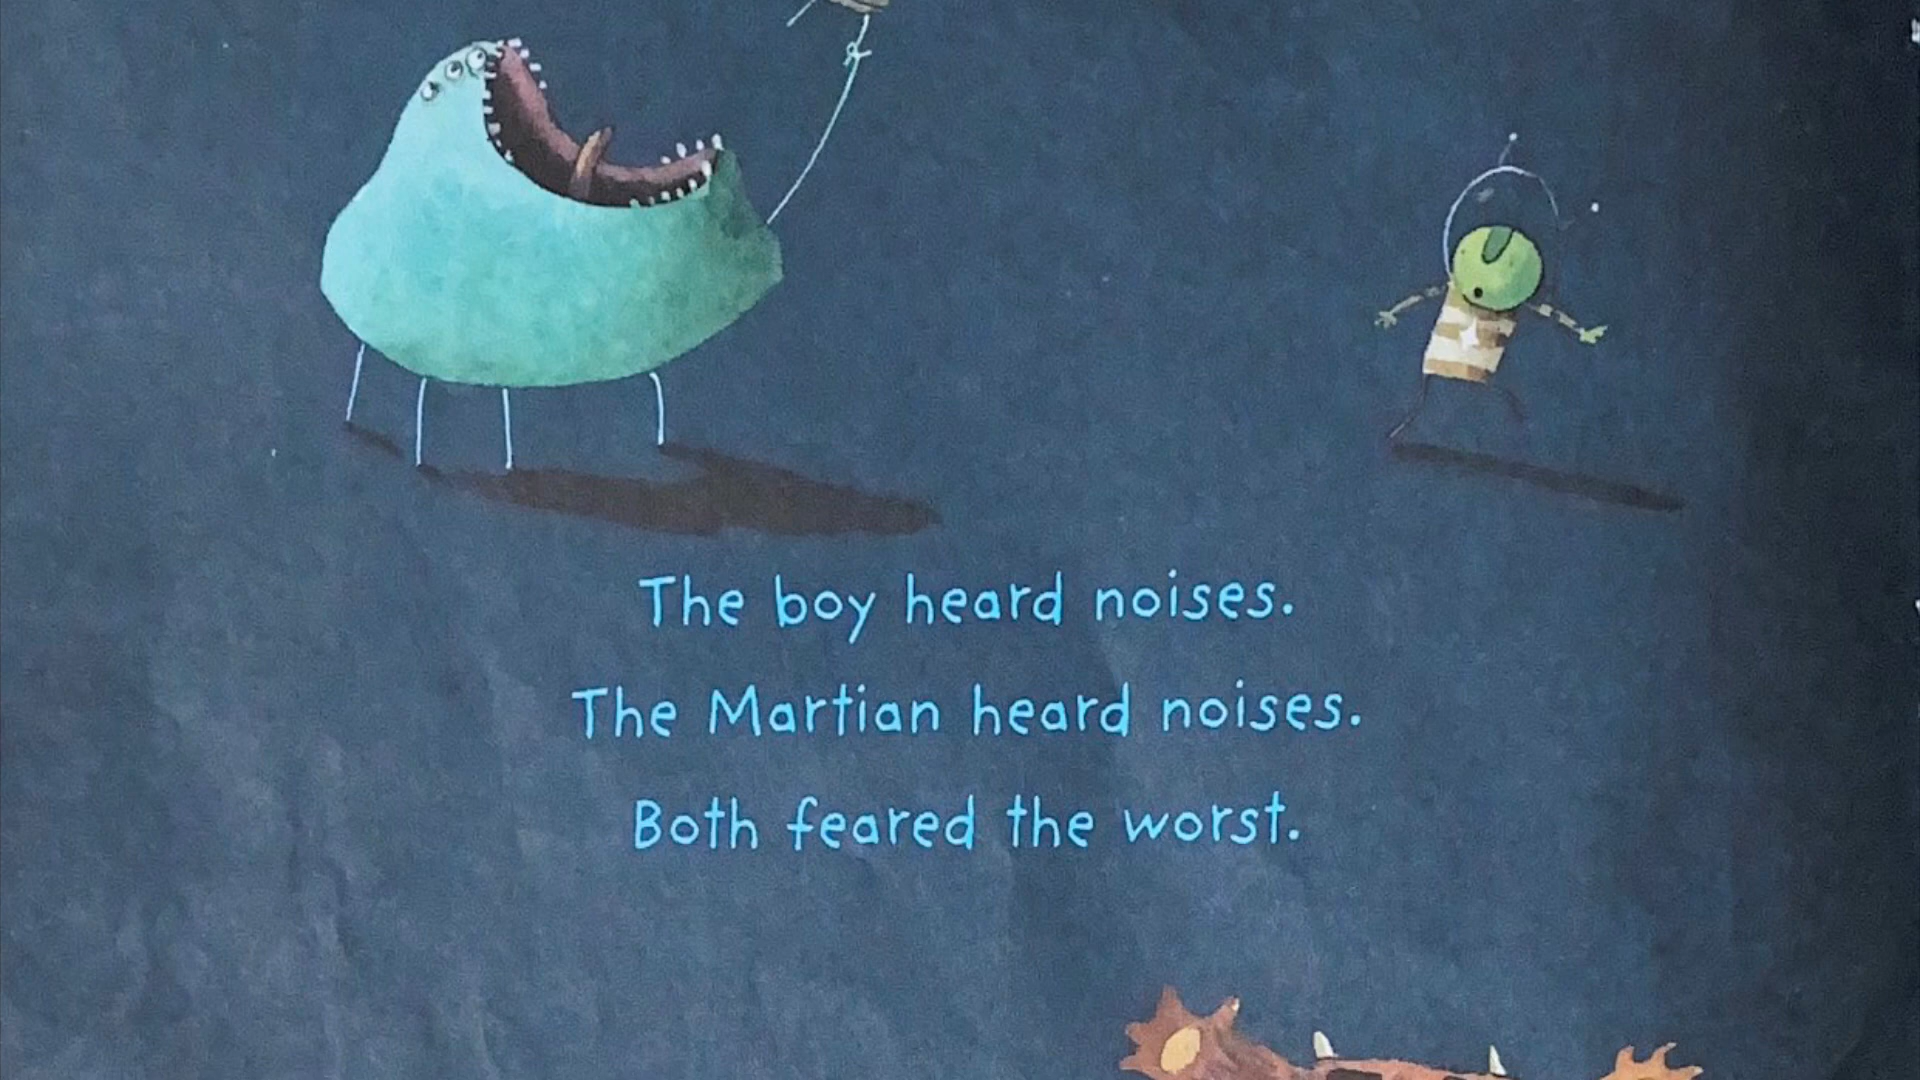 The boy heard noises.
The Martian heard noises.
Both feared the worst.